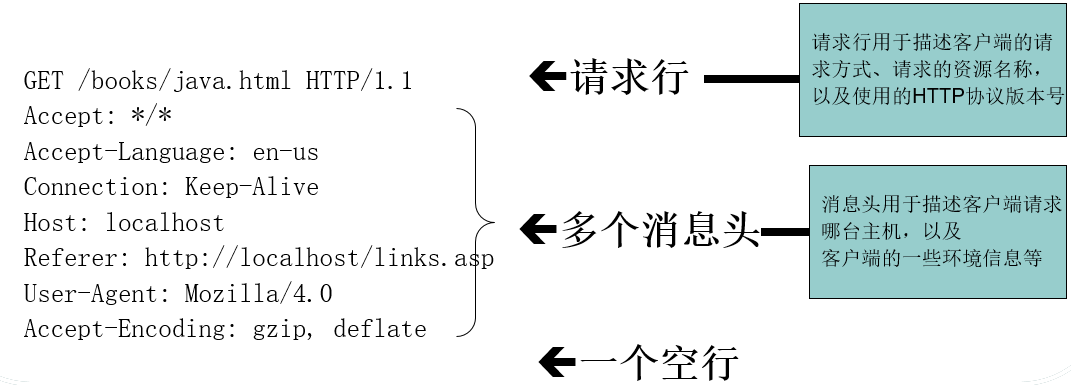 GET /books/java.html HTTP/1.1
请求行
请求行用于描述客户端的请
求方式、请求的资源名称，
以及使用的HTTP协议版本号
Accept: */*
Accept-Language: en-us
Connection: Keep-Alive
Host: localhost
Referer: http://localhost/links.asp
User-Agent: Mozilla/4.0
Accept-Encoding: gzip, deflate
多个消息头
消息头用于描述客户端请求
哪台主机，以及
客户端的一些环境信息等
一个空行